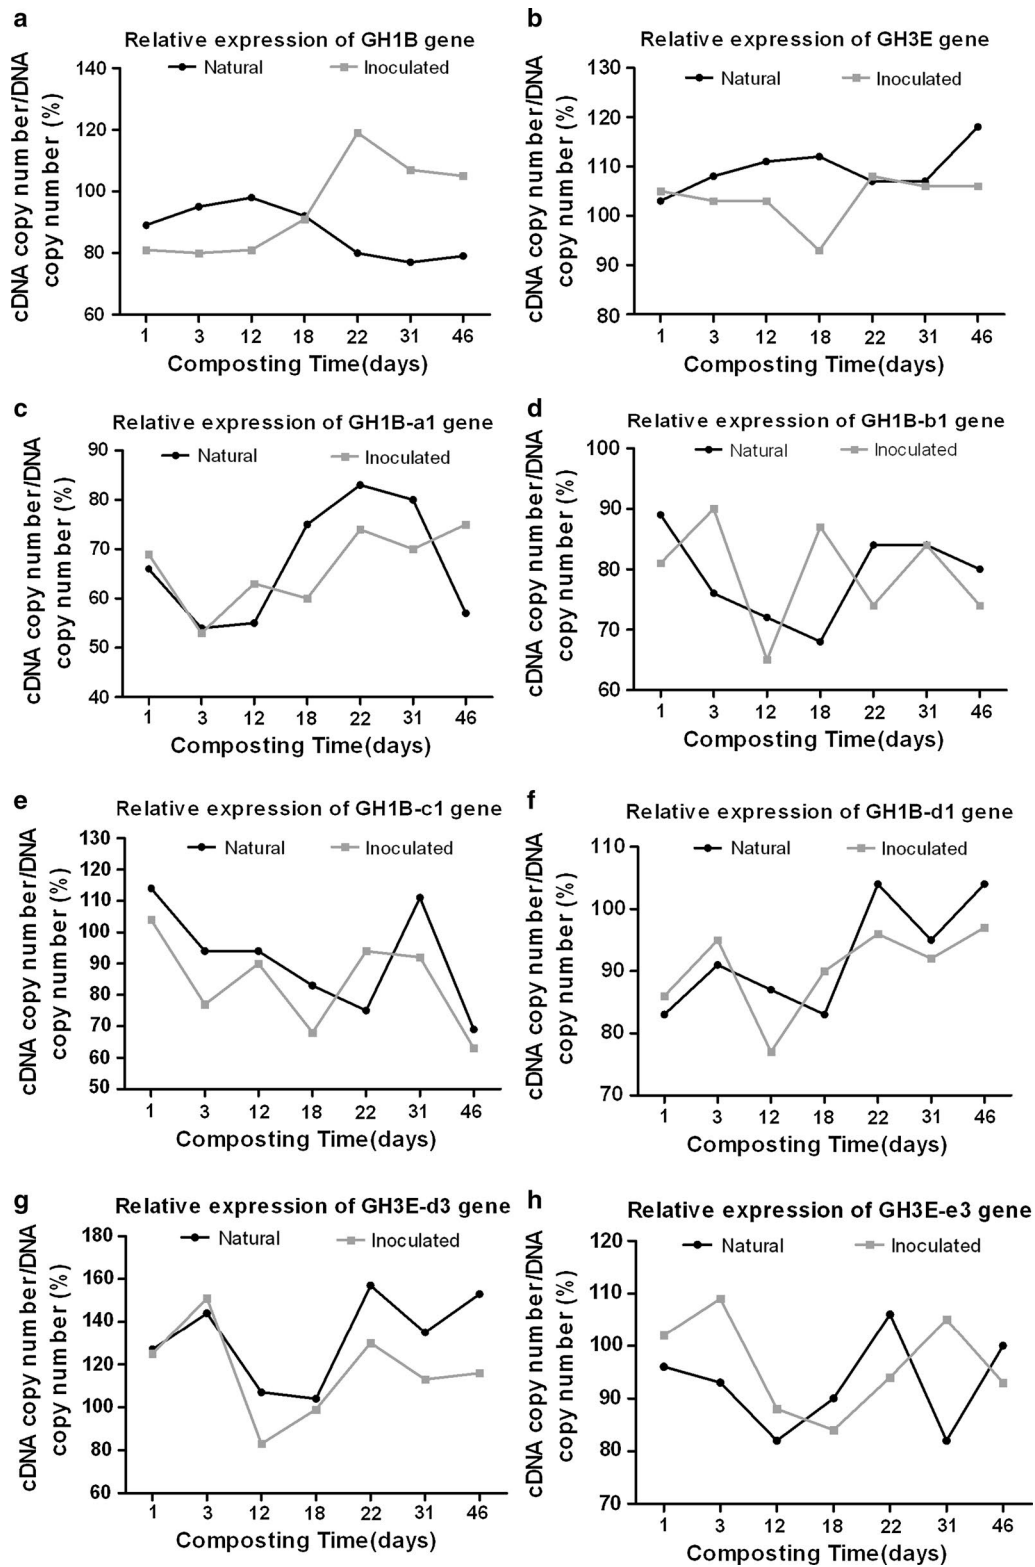 a
Relative expression of GH1B gene
Natural
Inoculated
cDNA copy number/DNA
copy number (%)
140
120
100
80
60
1 3 12 18 22 31 46
Composting Time(days)
b
Relative expression of GH3E gene
Natural
Inoculated
cDNA copy number/DNA
copy number (%)
130
120
110
100
90
80
1 3 12 18 22 31 46
Composting Time(days)
c
Relative expression of GH1B-a1 gene
Natural
Inoculated
cDNA copy number/DNA
copy number (%)
90
80
70
60
50
40
1 3 12 18 22 31 46
Composting Time(days)
d
Relative expression of GH1B-b1 gene
Natural
Inoculated
cDNA copy number/DNA
copy number (%)
100
90
80
70
60
1 3 12 18 22 31 46
Composting Time(days)
e
Relative expression of GH1B-c1 gene
Natural
Inoculated
cDNA copy number/DNA
copy number (%)
130
120
110
100
90
80
70
60
50
1 3 12 18 22 31 46
Composting Time(days)
f
Relative expression of GH1B-d1 gene
Natural
Inoculated
cDNA copy number/DNA
copy number (%)
110
100
90
80
70
1 3 12 18 22 31 46
Composting Time(days)
g
Relative expression of GH3E-d3 gene
Natural
Inoculated
cDNA copy number/DNA
copy number (%)
180
160
140
120
100
80
60
1 3 12 18 22 31 46
Composting Time(days)
h
Relative expression of GH3E-e3 gene
Natural
Inoculated
cDNA copy number/DNA
copy number (%)
120
110
100
90
80
70
1 3 12 18 22 31 46
Composting Time(days)